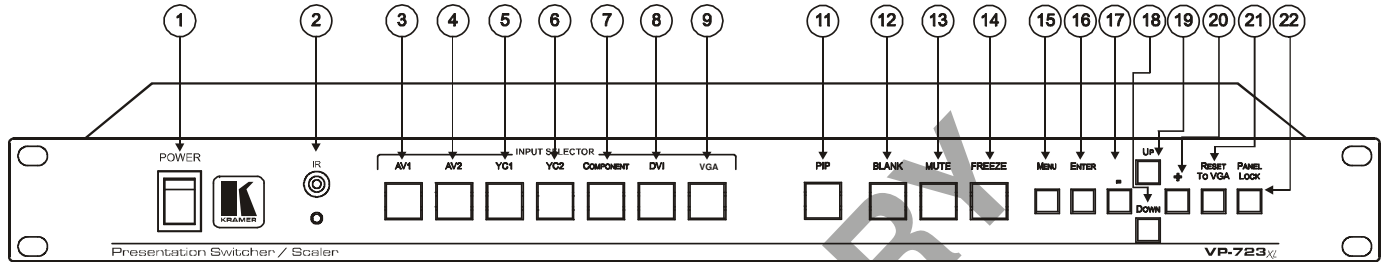 1 2 3 4 5 6 7 8 9 11 12 13 14 15 16 17 18 19 20 21 22
POWER
IR
INPUT SELECTOR
AV1 AV2 YC1 YC2 COMPONENT DVI VGA
PIP BLANK MUTE FREEZE
MENU ENTER - UP DOWN + RESET TO VGA PANEL LOCK
K
KRAMER
RY
Presentation Switcher / Scaler
VP-723XL